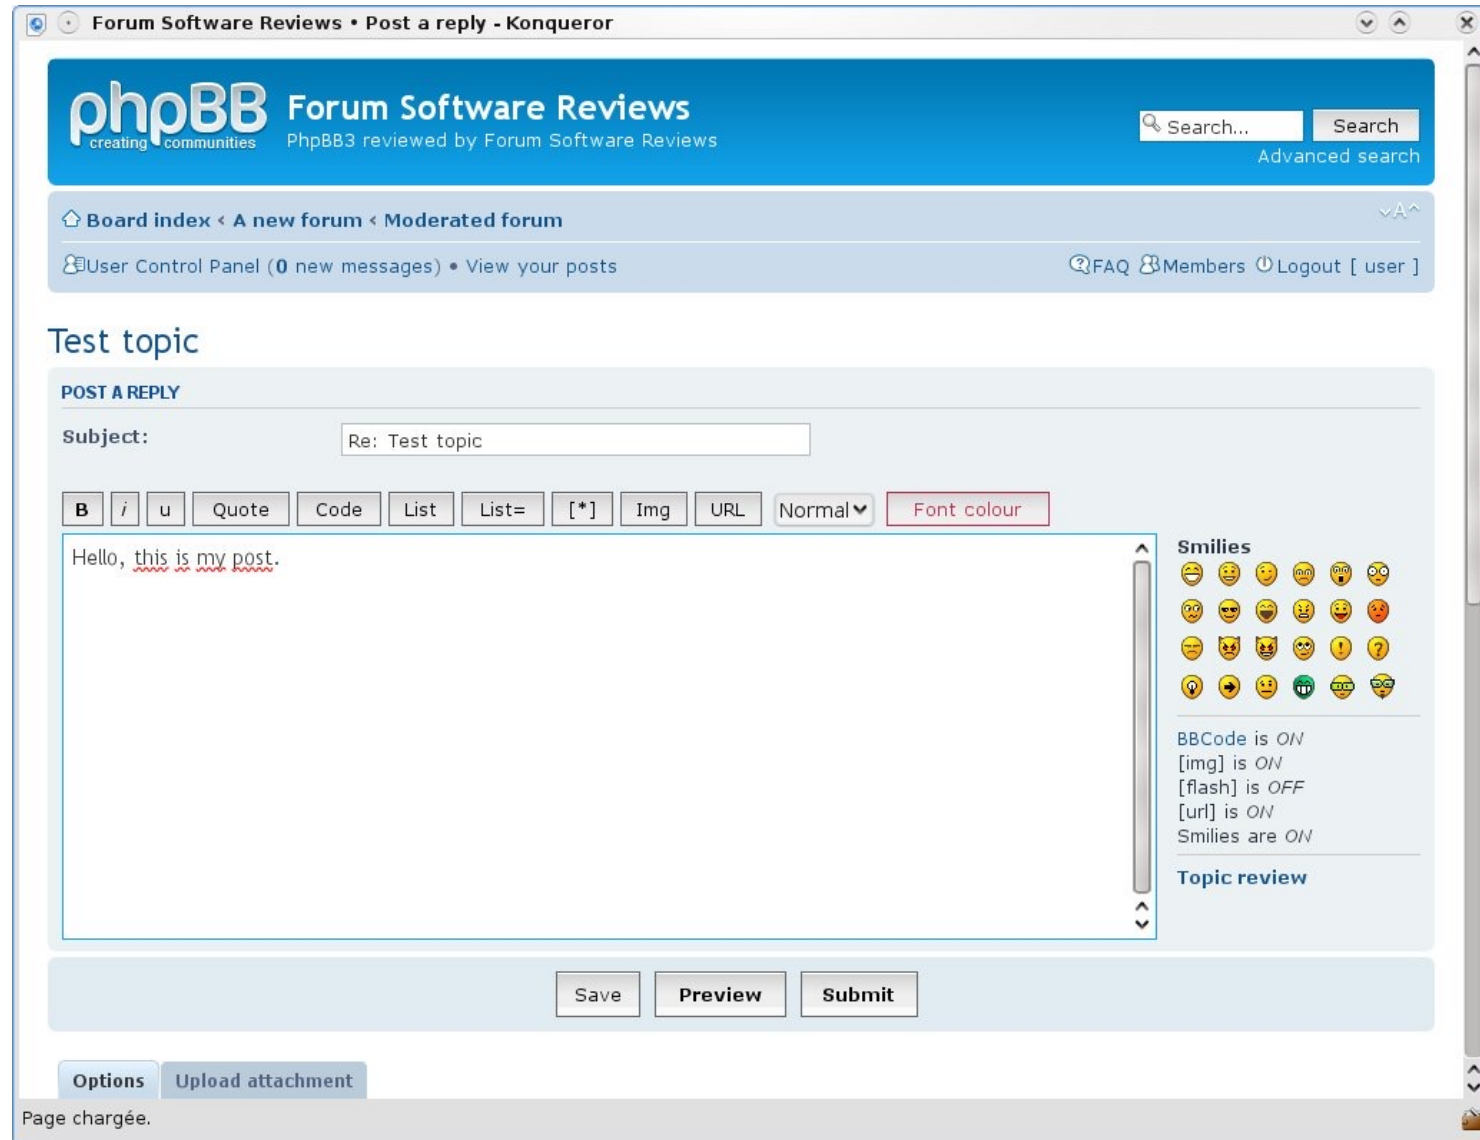 Forum Software Reviews • Post a reply - Konqueror
phpBB
creating communities
Forum Software Reviews
PhpBB3 reviewed by Forum Software Reviews
Search... Search
Advanced search
Board index ‹ A new forum ‹ Moderated forum
A
User Control Panel (0 new messages) • View your posts
FAQ Members Logout [ user ]
Test topic
POST A REPLY
Subject: Re: Test topic
B i u Quote Code List List= [*] Img URL Normal Font colour
Hello, this is my post.
Smilies
BBCode is ON
[img] is ON
[flash] is OFF
[url] is ON
Smilies are ON
Topic review
Save Preview Submit
Options Upload attachment
Page chargée.